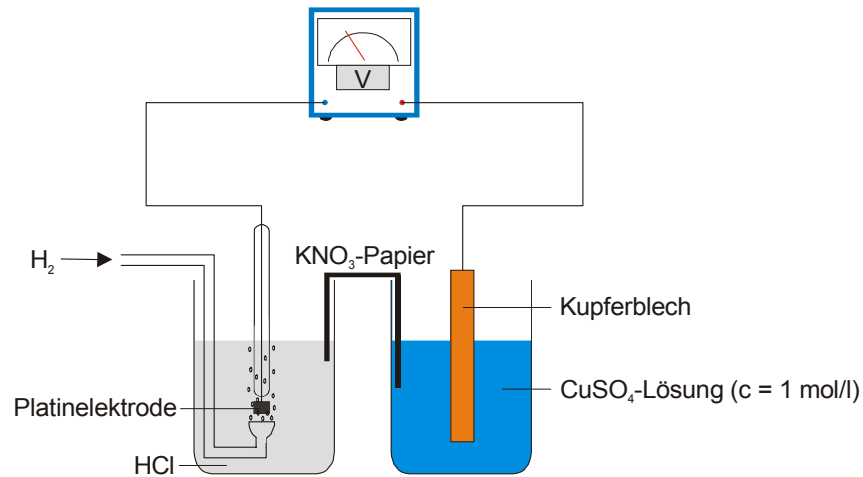 V
KNO₃-Papier
H₂
Kupferblech
CuSO₄-Lösung (c = 1 mol/l)
Platinelektrode
HCl